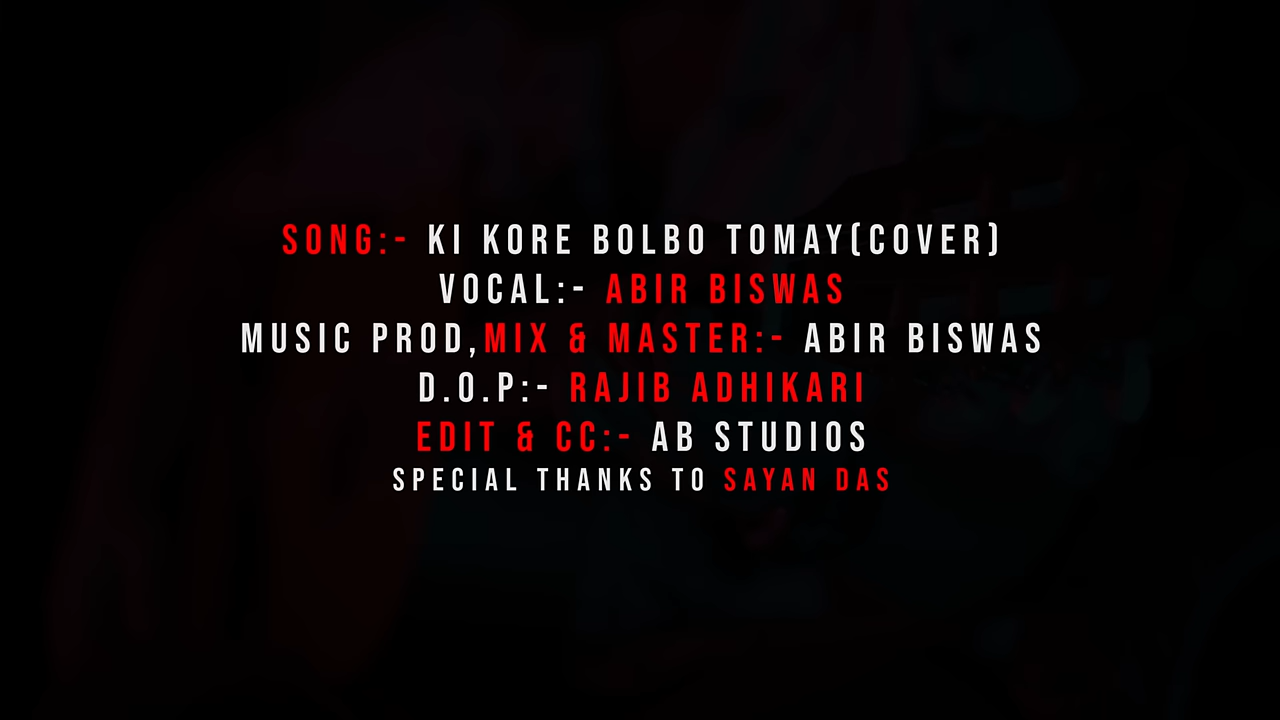 SONG:- KI KORE BOLBO TOMAY(COVER)
VOCAL:- ABIR BISWAS
MUSIC PROD,MIX & MASTER:- ABIR BISWAS
D.O.P:- RAJIB ADHIKARI
EDIT & CC:- AB STUDIOS
SPECIAL THANKS TO SAYAN DAS